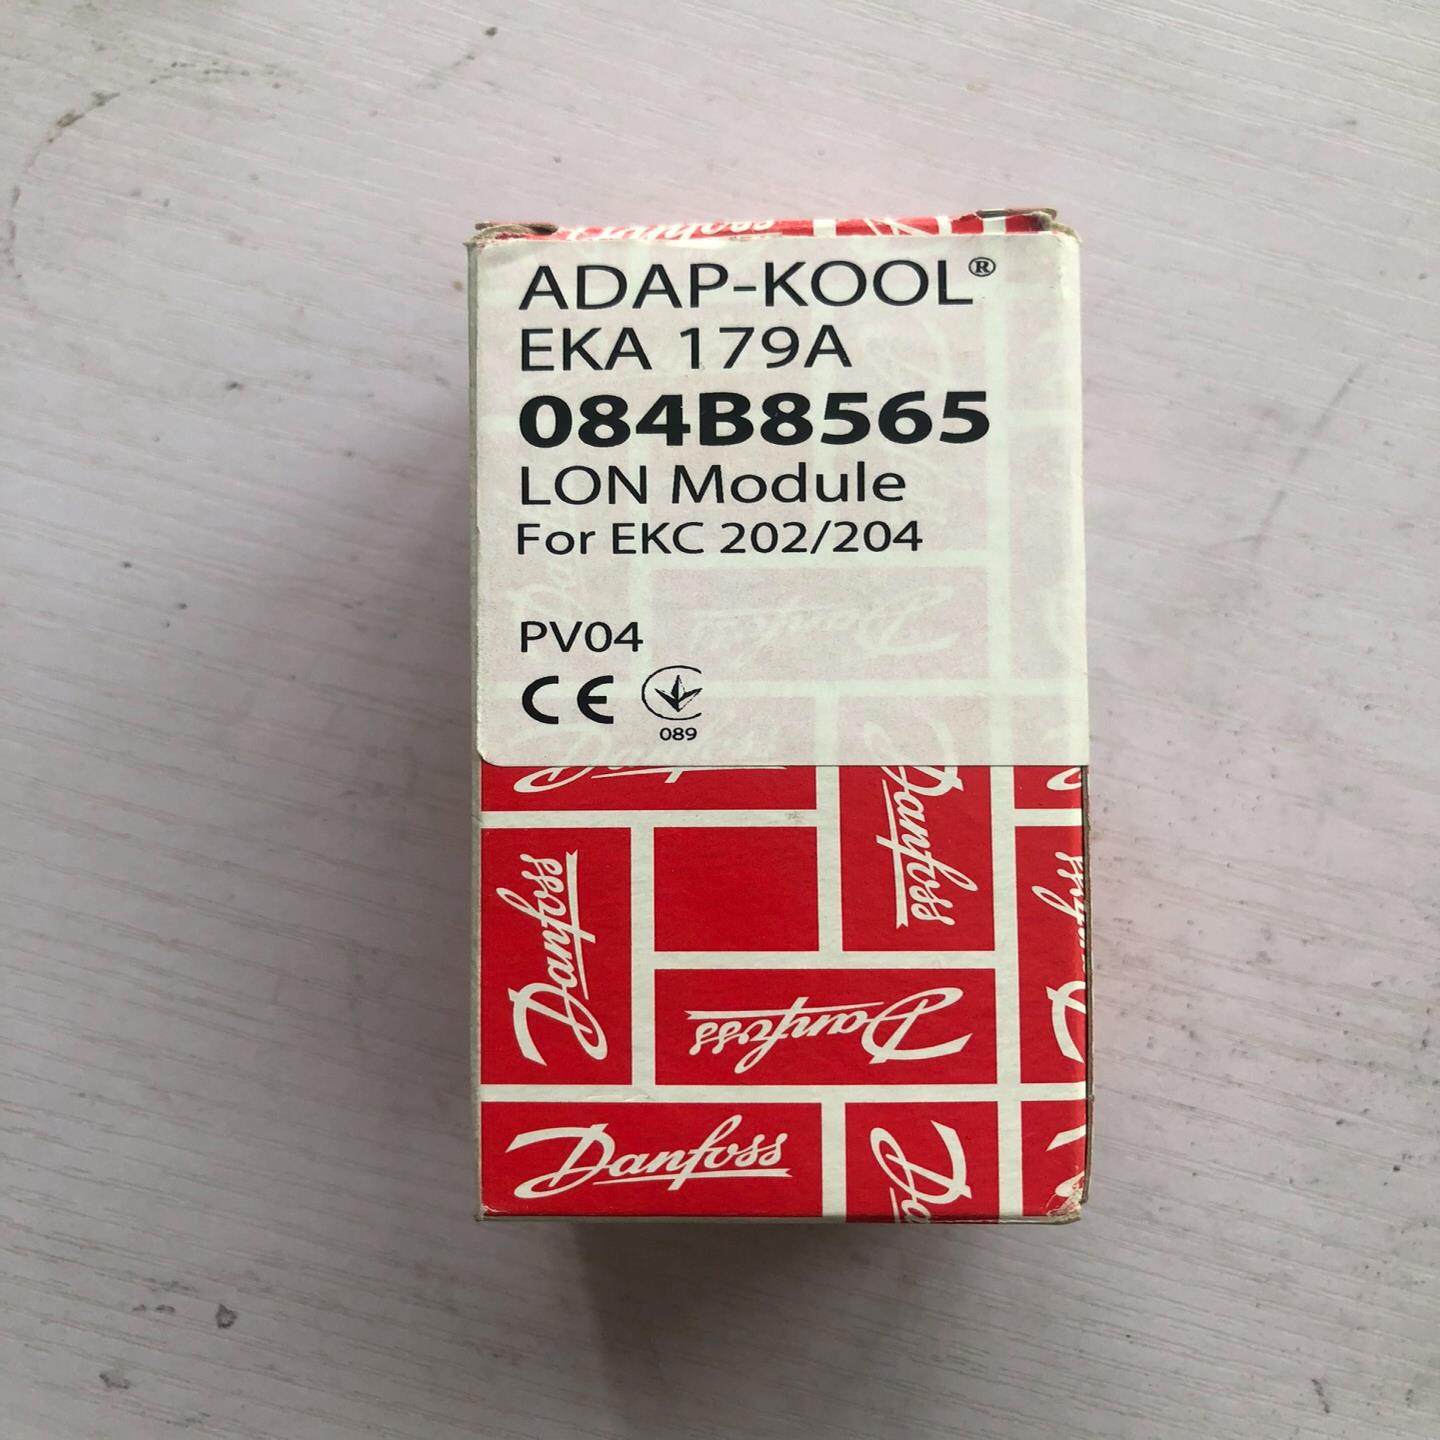 Danfoss
ADAP-KOOL®
EKA 179A
084B8565
LON Module
For EKC 202/204
PV04
CE
089
Danfoss
Danfoss
Danfoss
Danfoss